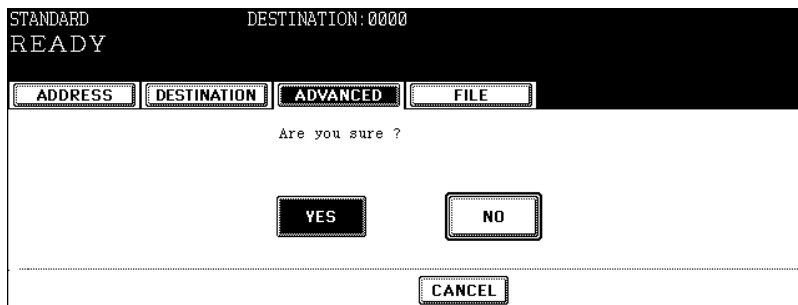 STANDARD DESTINATION:0000
READY
ADDRESS DESTINATION ADVANCED FILE
Are you sure ?
YES NO
CANCEL